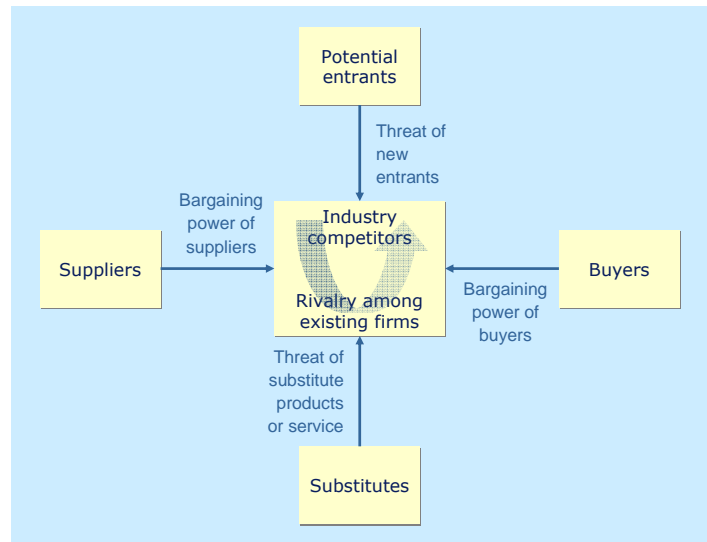 Potential
entrants
Threat of
new
entrants
Bargaining
power of
suppliers
Industry
competitors
Suppliers
Buyers
Rivalry among
existing firms
Bargaining
power of
buyers
Threat of
substitute
products
or service
Substitutes